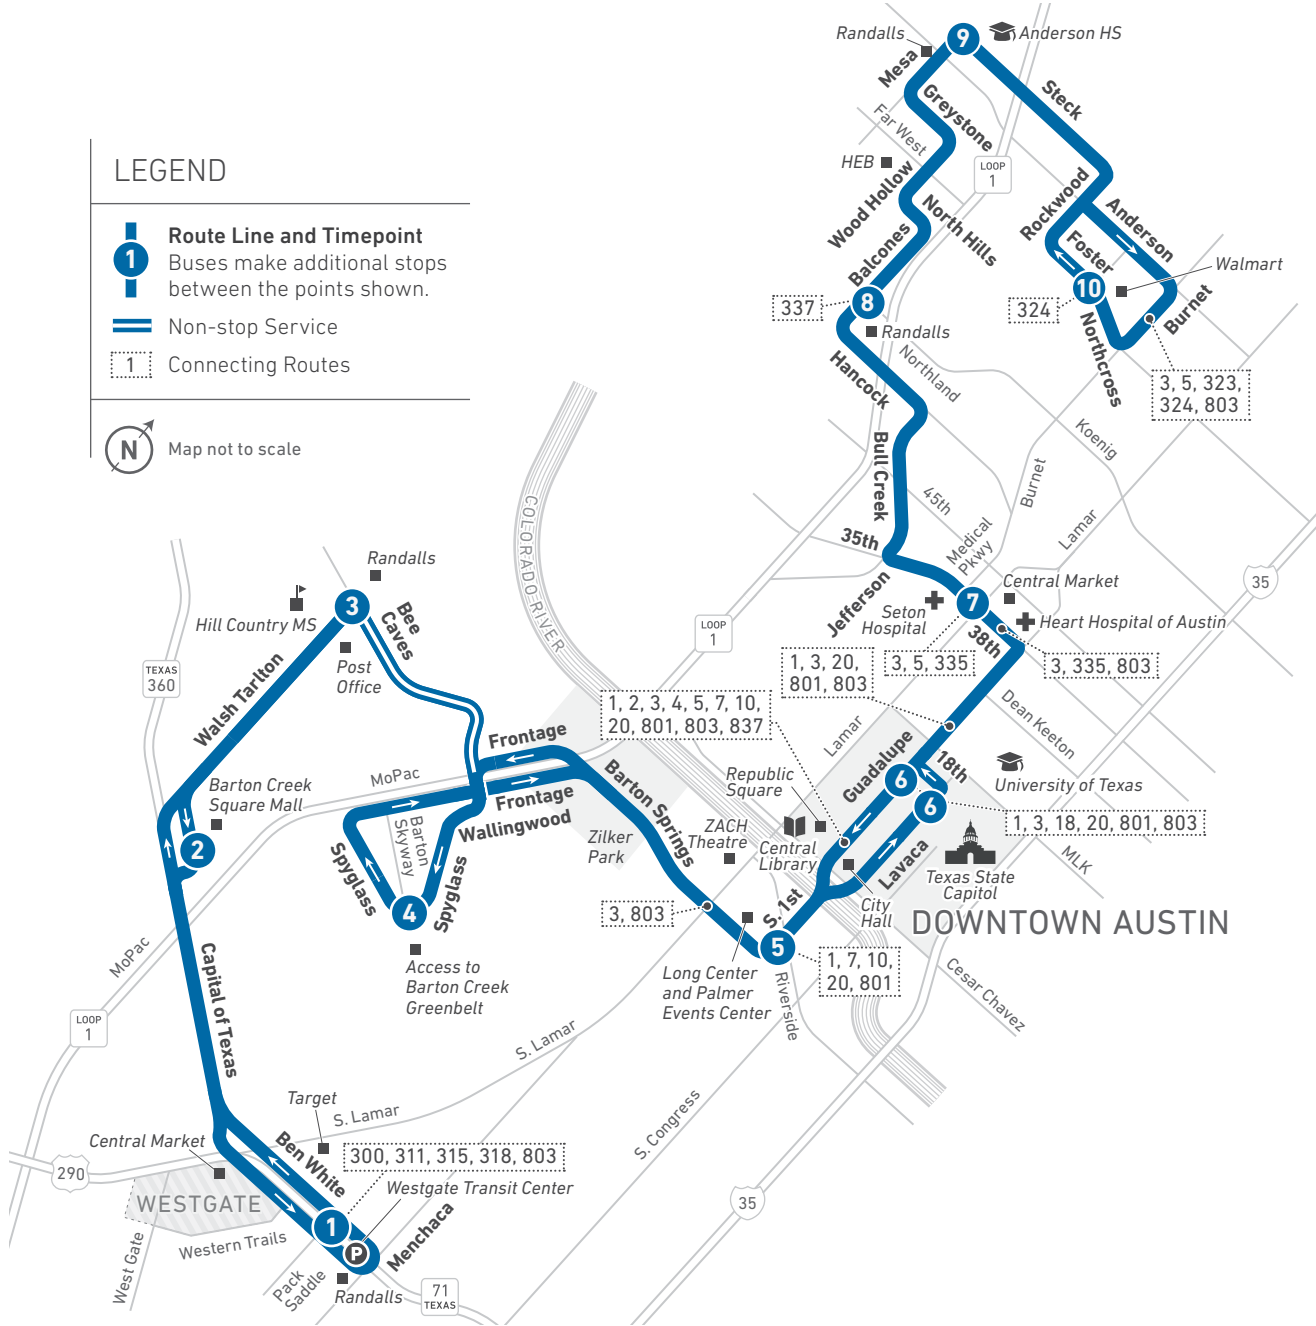 LEGEND
1
Route Line and Timepoint
Buses make additional stops
between the points shown.
Non-stop Service
1
Connecting Routes
N
Map not to scale
Randalls
9
Anderson HS
Mesa
Steck
Greystone
Far West
HEB
LOOP
1
Wood Hollow
North Hills
Balcones
Rockwood
Anderson
Foster
Walmart
337
8
Randalls
324
10
Burnet
Northcross
3, 5, 323,
324, 803
Hancock
Northland
Koenig
Bull Creek
45th
Burnet
Lamar
35th
Medical
Pkwy
Jefferson
COLORADO RIVER
35
Central Market
Seton
Hospital
7
Heart Hospital of Austin
38th
3, 5, 335
3, 335, 803
1, 3, 20,
801, 803
LOOP
1
Randalls
3
Hill Country MS
Bee
Caves
Post
Office
TEXAS
360
Walsh Tarlton
1, 2, 3, 4, 5, 7, 10,
20, 801, 803, 837
Dean Keeton
Lamar
Guadalupe
18th
Frontage
MoPac
Barton Springs
Republic
Square
6
6
University of Texas
1, 3, 18, 20, 801, 803
Barton Creek
Square Mall
Frontage
Wallingwood
Barton
Skyway
2
Zilker
Park
ZACH
Theatre
Central
Library
Lavaca
MLK
Texas State
Capitol
Spyglass
Spyglass
4
3, 803
S. 1st
City
Hall
DOWNTOWN AUSTIN
5
Access to
Barton Creek
Greenbelt
Long Center
and Palmer
Events Center
1, 7, 10,
20, 801
Riverside
Cesar Chavez
MoPac
Capital of Texas
LOOP
1
S. Lamar
S. Congress
Target
S. Lamar
Central Market
Ben White
300, 311, 315, 318, 803
Westgate Transit Center
290
WESTGATE
1
P
Menchaca
35
Western Trails
West Gate
Pack
Saddle
Randalls
71
TEXAS